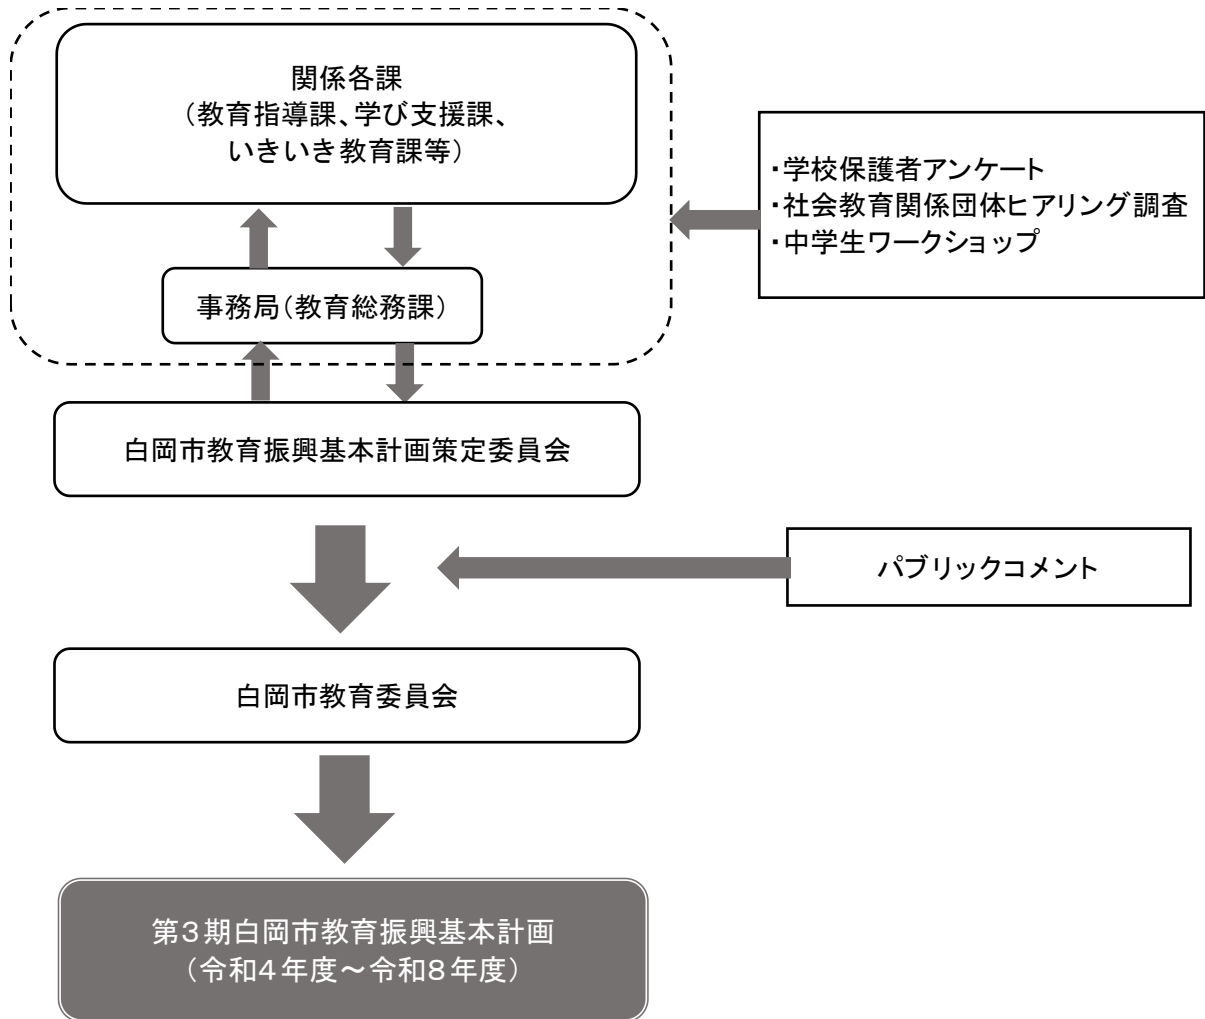 関係各課
（教育指導課、学び支援課、
いきいき教育課等）
・学校保護者アンケート
・社会教育関係団体ヒアリング調査
・中学生ワークショップ
事務局（教育総務課）
白岡市教育振興基本計画策定委員会
パブリックコメント
白岡市教育委員会
第３期白岡市教育振興基本計画
（令和４年度～令和８年度）